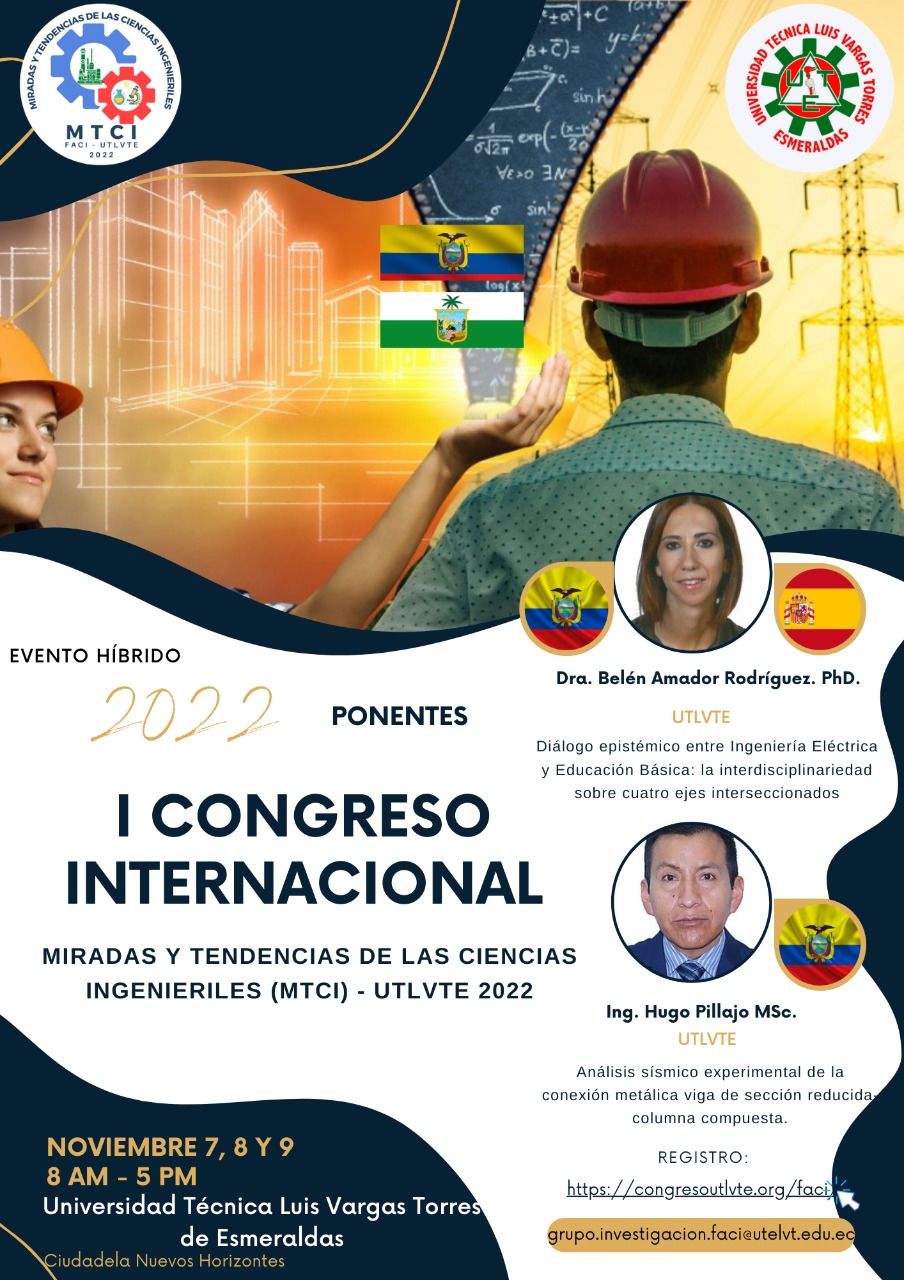 MIRADAS Y TENDENCIAS DE LAS CIENCIAS INGENIERILES
MTCI
FACI - UTLVTE
2022
UNIVERSIDAD TECNICA LUIS VARGAS TORRES
UTE
ESMERALDAS
EVENTO HÍBRIDO
2022
PONENTES
I CONGRESO
INTERNACIONAL
MIRADAS Y TENDENCIAS DE LAS CIENCIAS
INGENIERILES (MTCI) - UTLVTE 2022
Dra. Belén Amador Rodríguez. PhD.
UTLVTE
Diálogo epistémico entre Ingeniería Eléctrica
y Educación Básica: la interdisciplinariedad
sobre cuatro ejes interseccionados
Ing. Hugo Pillajo MSc.
UTLVTE
Análisis sísmico experimental de la
conexión metálica viga de sección reducida-
columna compuesta.
REGISTRO:
https://congresoutlvte.org/faci/
grupo.investigacion.faci@utelvt.edu.ec
NOVIEMBRE 7, 8 Y 9
8 AM - 5 PM
Universidad Técnica Luis Vargas Torres
de Esmeraldas
Ciudadela Nuevos Horizontes